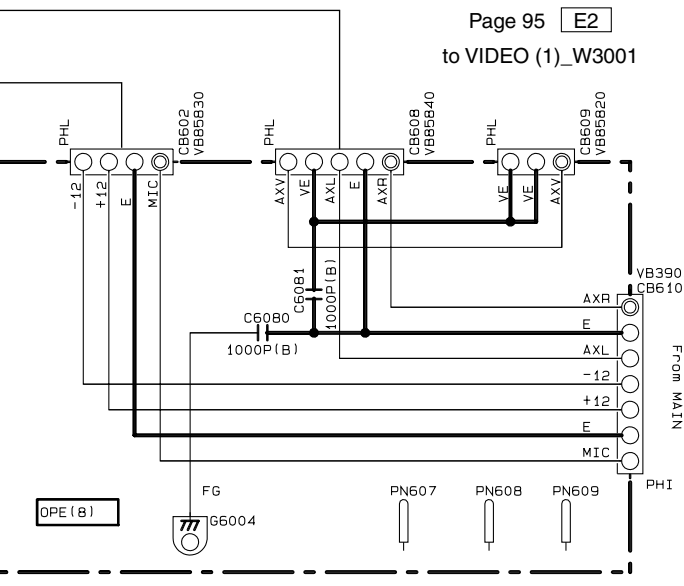 Page 95 E2
to VIDEO (1)_W3001
PHL
CB602
VB85830
PHL
CB608
VB85840
PHL
CB609
VB85820
-12
+12
E
MIC
AXV
VE
AXL
E
AXR
VE
VE
AXV
C6081
1000P(B)
C6080
1000P(B)
VB390
CB610
AXR
E
AXL
-12
+12
E
MIC
From MAIN
PHI
OPE(8)
FG
G6004
PN607
PN608
PN609